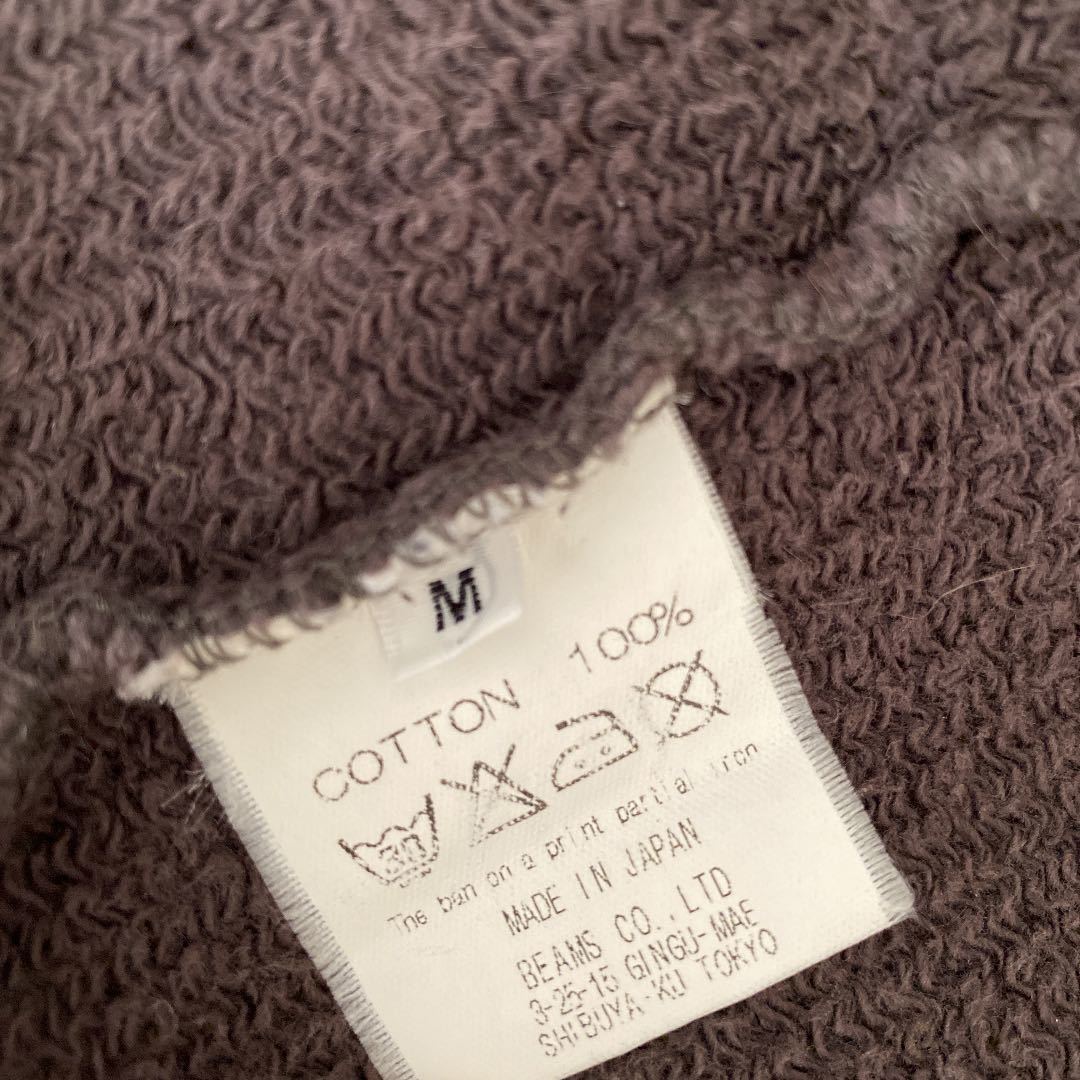 M
COTTON 100%
30
The ban on a print partial iron
MADE IN JAPAN
BEAMS CO.,LTD
3-25-15 GINGU-MAE
SHIBUYA-KU TOKYO